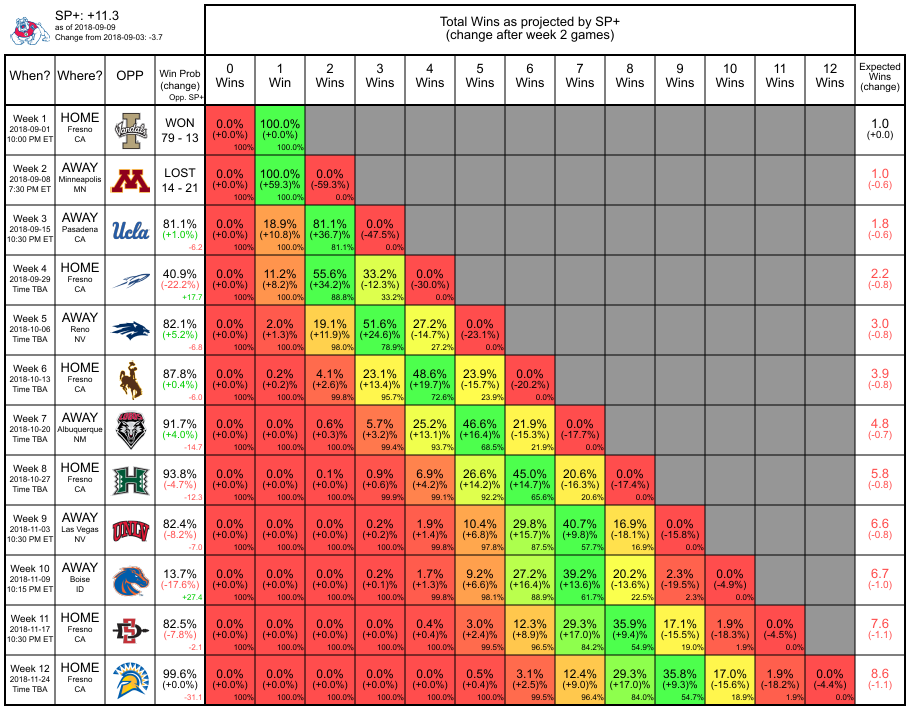 SP+: +11.3
as of 2018-09-09
Change from 2018-09-03: -3.7
Total Wins as projected by SP+
(change after week 2 games)
When? Where? OPP Win Prob (change) Opp. SP+ 0 Wins 1 Win 2 Wins 3 Wins 4 Wins 5 Wins 6 Wins 7 Wins 8 Wins 9 Wins 10 Wins 11 Wins 12 Wins Expected Wins (change)
Week 1 HOME WON 0.0% 100.0% 1.0
2018-09-01 Fresno Vandals I 79 - 13 (+0.0%) (+0.0%) (+0.0)
10:00 PM ET CA 100% 100.0%
Week 2 AWAY LOST 0.0% 100.0% 0.0% 1.0
2018-09-08 Minneapolis M 14 - 21 (+0.0%) (+59.3%) (-59.3%) (-0.6)
7:30 PM ET MN 100% 100.0% 0.0%
Week 3 AWAY 81.1% 0.0% 18.9% 81.1% 0.0% 1.8
2018-09-15 Pasadena Ucla (+1.0%) (+0.0%) (+10.8)% (+36.7)% (-47.5)% (-0.6)
10:30 PM ET CA -6.2 100% 100.0% 81.1% 0.0%
Week 4 HOME 40.9% 0.0% 11.2% 55.6% 33.2% 0.0% 2.2
2018-09-29 Fresno (-22.2%) (+0.0%) (+8.2%) (+34.2%) (-12.3%) (-30.0%) (-0.8)
Time TBA CA +17.7 100% 100.0% 88.8% 33.2% 0.0%
Week 5 AWAY 82.1% 0.0% 2.0% 19.1% 51.6% 27.2% 0.0% 3.0
2018-10-06 Reno (+5.2%) (+0.0%) (+1.3%) (+11.9%) (+24.6%) (-14.7%) (-23.1%) (-0.8)
Time TBA NV -6.8 100% 100.0% 98.0% 78.9% 27.2% 0.0%
Week 6 HOME 87.8% 0.0% 0.2% 4.1% 23.1% 48.6% 23.9% 0.0% 3.9
2018-10-13 Fresno (+0.4%) (+0.0%) (+0.2%) (+2.6%) (+13.4%) (+19.7%) (-15.7%) (-20.2%) (-0.8)
Time TBA CA -6.0 100% 100.0% 99.8% 95.7% 72.6% 23.9% 0.0%
Week 7 AWAY 91.7% 0.0% 0.0% 0.6% 5.7% 25.2% 46.6% 21.9% 0.0% 4.8
2018-10-20 Albuquerque (+4.0%) (+0.0%) (+0.0%) (+0.3%) (+3.2%) (+13.1%) (+16.4%) (-15.3%) (-17.7%) (-0.7)
Time TBA NM -14.7 100% 100.0% 100.0% 99.4% 93.7% 68.5% 21.9% 0.0%
Week 8 HOME 93.8% 0.0% 0.0% 0.1% 0.9% 6.9% 26.6% 45.0% 20.6% 0.0% 5.8
2018-10-27 Fresno H (-4.7%) (+0.0%) (+0.0%) (+0.0%) (+0.6%) (+4.2%) (+14.2%) (+14.7%) (-16.3%) (-17.4%) (-0.8)
Time TBA CA -12.3 100% 100.0% 100.0% 99.9% 99.1% 92.2% 65.6% 20.6% 0.0%
Week 9 AWAY 82.4% 0.0% 0.0% 0.0% 0.2% 1.9% 10.4% 29.8% 40.7% 16.9% 0.0% 6.6
2018-11-03 Las Vegas UNLV (-8.2%) (+0.0%) (+0.0%) (+0.0%) (+0.2%) (+1.4%) (+6.8%) (+15.7%) (+9.8%) (-18.1%) (-15.8%) (-0.8)
10:30 PM ET NV -7.0 100% 100.0% 100.0% 100.0% 99.8% 97.8% 87.5% 57.7% 16.9% 0.0%
Week 10 AWAY 13.7% 0.0% 0.0% 0.0% 0.2% 1.7% 9.2% 27.2% 39.2% 20.2% 2.3% 0.0% 6.7
2018-11-09 Boise (-17.6%) (+0.0%) (+0.0%) (+0.0%) (+0.1%) (+1.3%) (+6.6%) (+16.4%) (+13.6%) (-13.6%) (-19.5%) (-4.9%) (-1.0)
10:15 PM ET ID +27.4 100% 100.0% 100.0% 100.0% 99.8% 98.1% 88.9% 61.7% 22.5% 2.3% 0.0%
Week 11 HOME 82.5% 0.0% 0.0% 0.0% 0.0% 0.4% 3.0% 12.3% 29.3% 35.9% 17.1% 1.9% 0.0% 7.6
2018-11-17 Fresno SD (-7.8%) (+0.0%) (+0.0%) (+0.0%) (+0.0%) (+0.4%) (+2.4%) (+8.9%) (+17.0%) (+9.4%) (-15.5%) (-18.3%) (-4.5%) (-1.1)
10:30 PM ET CA -2.1 100% 100.0% 100.0% 100.0% 100.0% 99.5% 96.5% 84.2% 54.9% 19.0% 1.9% 0.0%
Week 12 HOME 99.6% 0.0% 0.0% 0.0% 0.0% 0.0% 0.5% 3.1% 12.4% 29.3% 35.8% 17.0% 1.9% 0.0% 8.6
2018-11-24 Fresno (+0.0%) (+0.0%) (+0.0%) (+0.0%) (+0.0%) (+0.0%) (+0.4%) (+2.5%) (+9.0%) (+17.0%) (+9.3%) (-15.6%) (-18.2%) (-4.4%) (-1.1)
Time TBA CA -31.1 100% 100.0% 100.0% 100.0% 100.0% 100.0% 99.5% 96.4% 84.0% 54.7% 18.9% 1.9% 0.0%